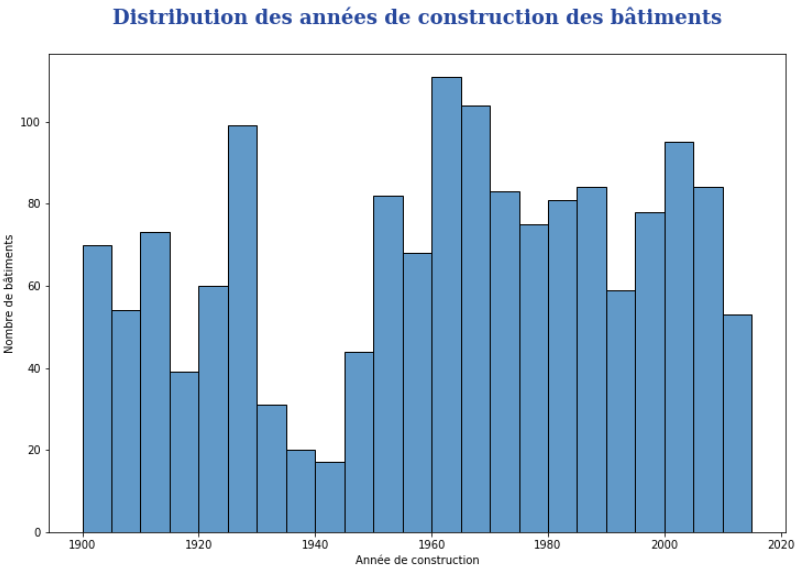 Distribution des années de construction des bâtiments
100
80
60
40
20
0
Nombre de bâtiments
1900 1920 1940 1960 1980 2000 2020
Année de construction